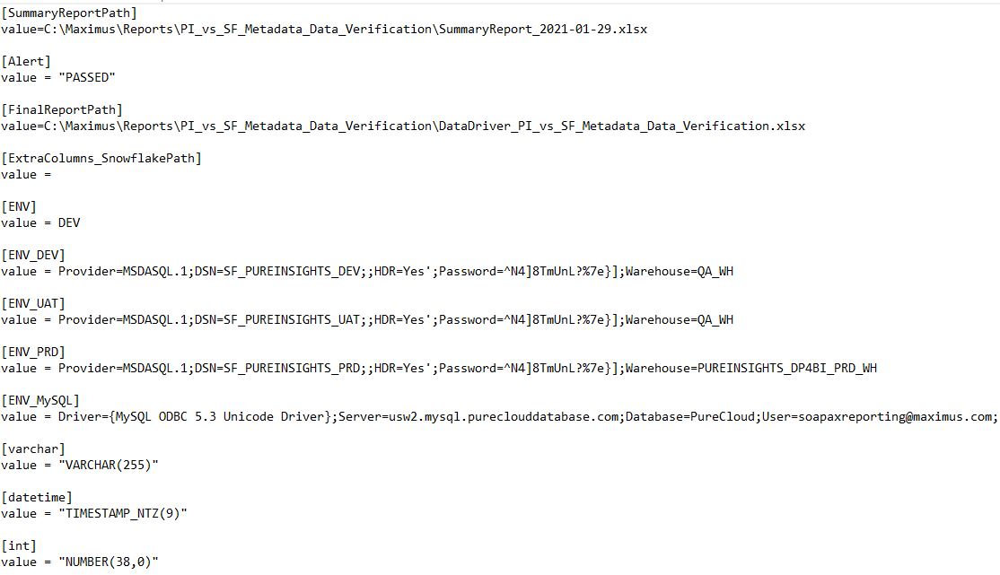 [SummaryReportPath]
value=C:\Maximus\Reports\PI_vs_SF_Metadata_Data_Verification\SummaryReport_2021-01-29.xlsx
[Alert]
value = "PASSED"
[FinalReportPath]
value=C:\Maximus\Reports\PI_vs_SF_Metadata_Data_Verification\DataDriver_PI_vs_SF_Metadata_Data_Verification.xlsx
[ExtraColumns_SnowflakePath]
value =
[ENV]
value = DEV
[ENV_DEV]
value = Provider=MSDASQL.1;DSN=SF_PUREINSIGHTS_DEV;;HDR=Yes';Password=^N4]8TmUnL?%7e}];Warehouse=QA_WH
[ENV_UAT]
value = Provider=MSDASQL.1;DSN=SF_PUREINSIGHTS_UAT;;HDR=Yes';Password=^N4]8TmUnL?%7e}];Warehouse=QA_WH
[ENV_PRD]
value = Provider=MSDASQL.1;DSN=SF_PUREINSIGHTS_PRD;;HDR=Yes';Password=^N4]8TmUnL?%7e}];Warehouse=PUREINSIGHTS_DP4BI_PRD_WH
[ENV_MySQL]
value = Driver={MySQL ODBC 5.3 Unicode Driver};Server=usw2.mysql.pureclouddatabase.com;Database=PureCloud;User=soapaxreporting@maximus.com;
[varchar]
value = "VARCHAR(255)"
[datetime]
value = "TIMESTAMP_NTZ(9)"
[int]
value = "NUMBER(38,0)"